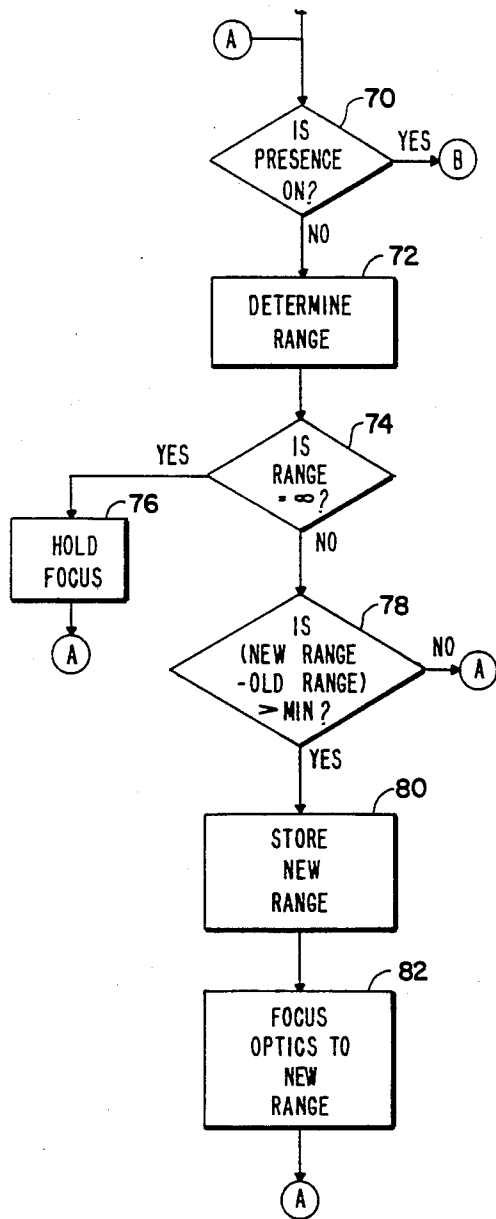 A
70
IS
PRESENCE
ON?
YES
B
NO
72
DETERMINE
RANGE
74
IS
RANGE
= ∞?
YES
76
HOLD
FOCUS
A
NO
78
IS
(NEW RANGE
-OLD RANGE)
> MIN?
NO
A
YES
80
STORE
NEW
RANGE
82
FOCUS
OPTICS TO
NEW
RANGE
A